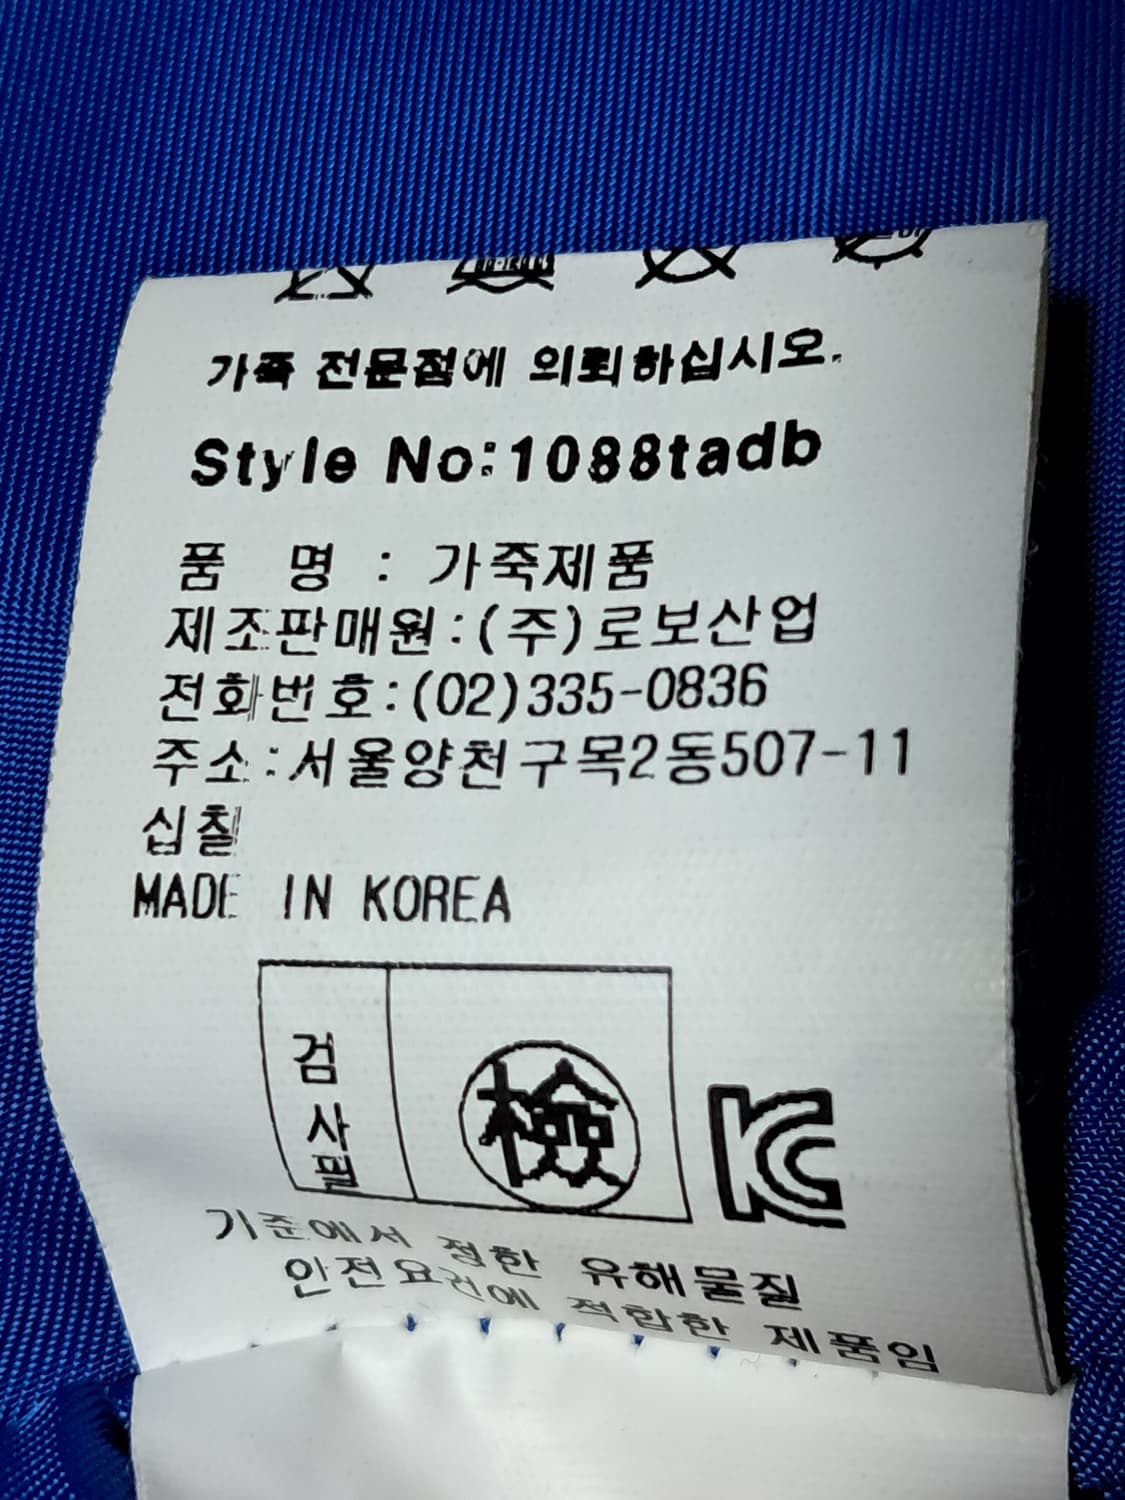 가죽 전문점에 의뢰하십시오.
Style No:1088tadb
품 명 : 가죽제품
제조판매원:(주)로보산업
전화번호:(02)335-0836
주소:서울양천구목2동507-11
십칠
MADE IN KOREA
검사필
檢
KC
기준에서 정한 유해물질
안전요건에 적합한 제품임